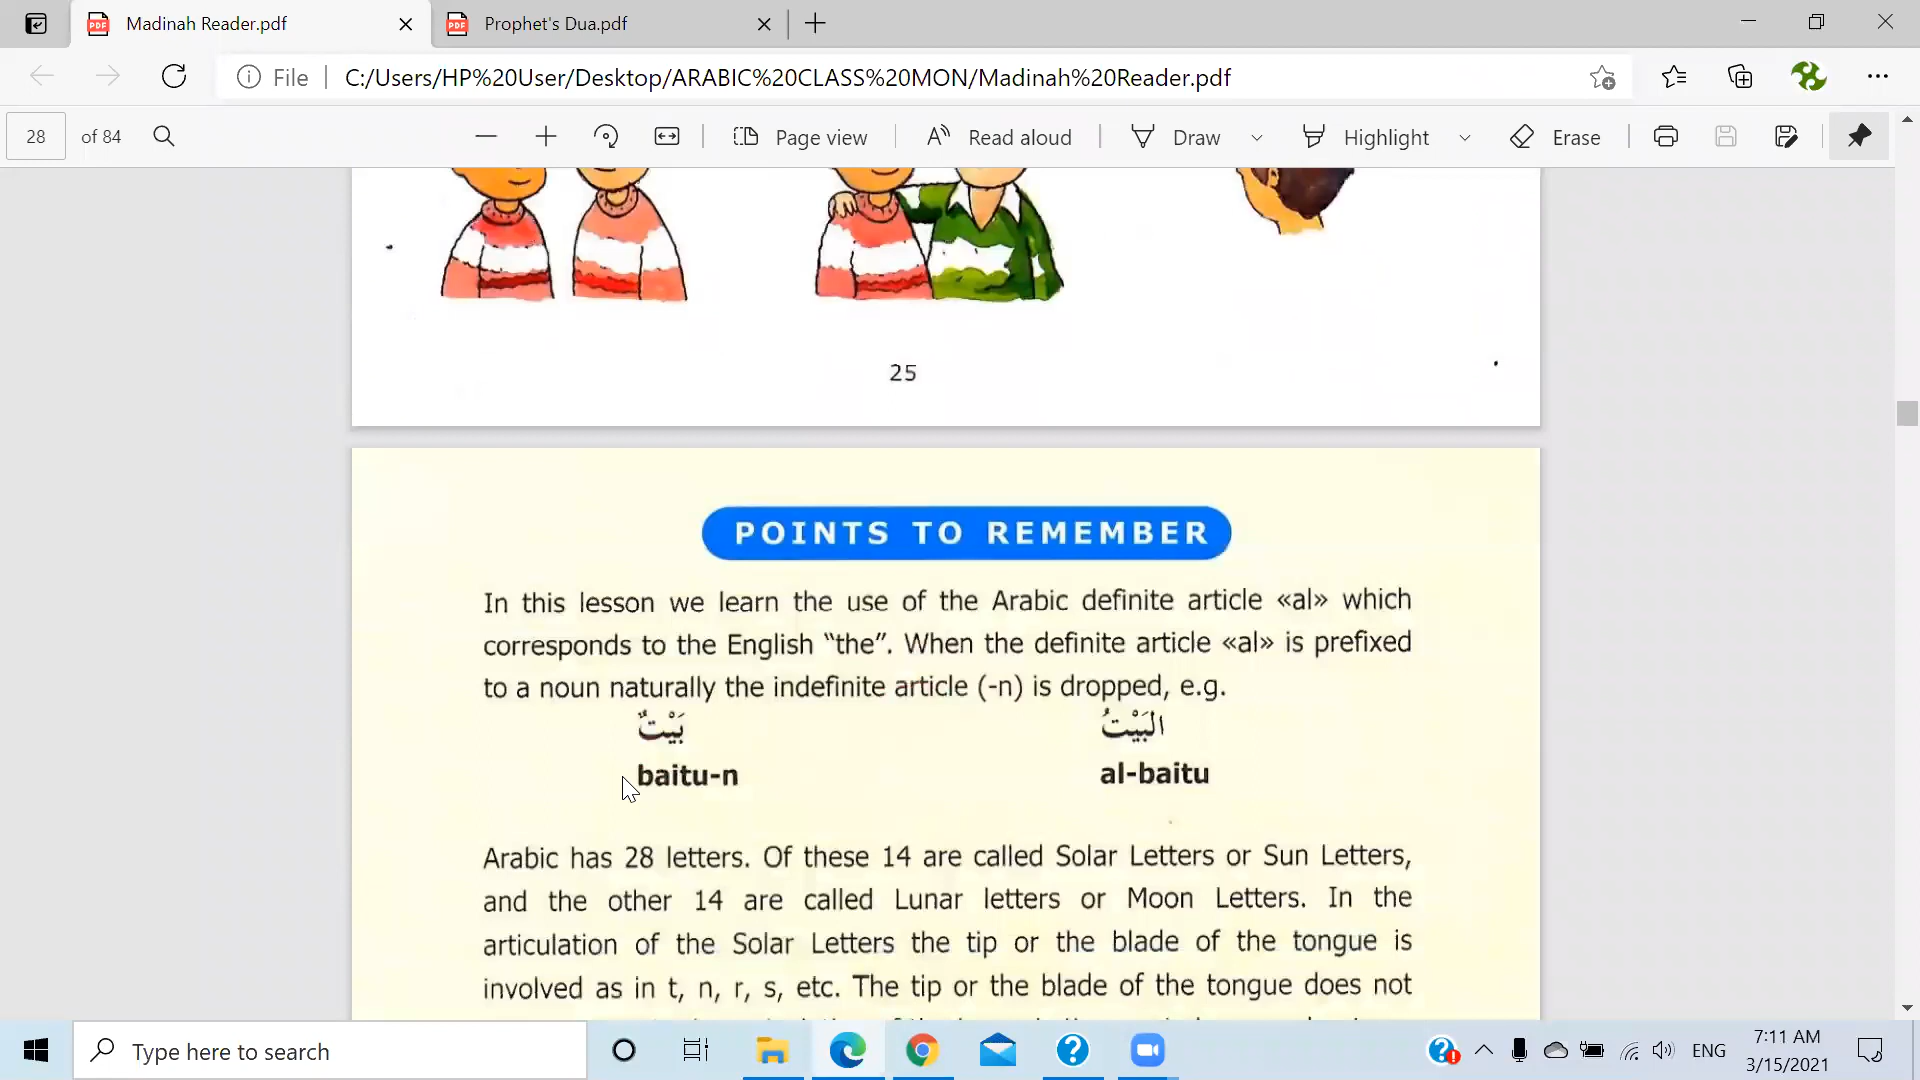 Madinah Reader.pdf
Prophet's Dua.pdf
File
C:/Users/HP%20User/Desktop/ARABIC%20CLASS%20MON/Madinah%20Reader.pdf
28 of 84
Page view
Read aloud
Draw
Highlight
Erase
25
POINTS TO REMEMBER
In this lesson we learn the use of the Arabic definite article «al» which
corresponds to the English “the”. When the definite article «al» is prefixed
to a noun naturally the indefinite article (-n) is dropped, e.g.
بَيْتٌ البَيْتُ
baitu-n al-baitu
Arabic has 28 letters. Of these 14 are called Solar Letters or Sun Letters,
and the other 14 are called Lunar letters or Moon Letters. In the
articulation of the Solar Letters the tip or the blade of the tongue is
involved as in t, n, r, s, etc. The tip or the blade of the tongue does not
Type here to search
ENG
7:11 AM
3/15/2021